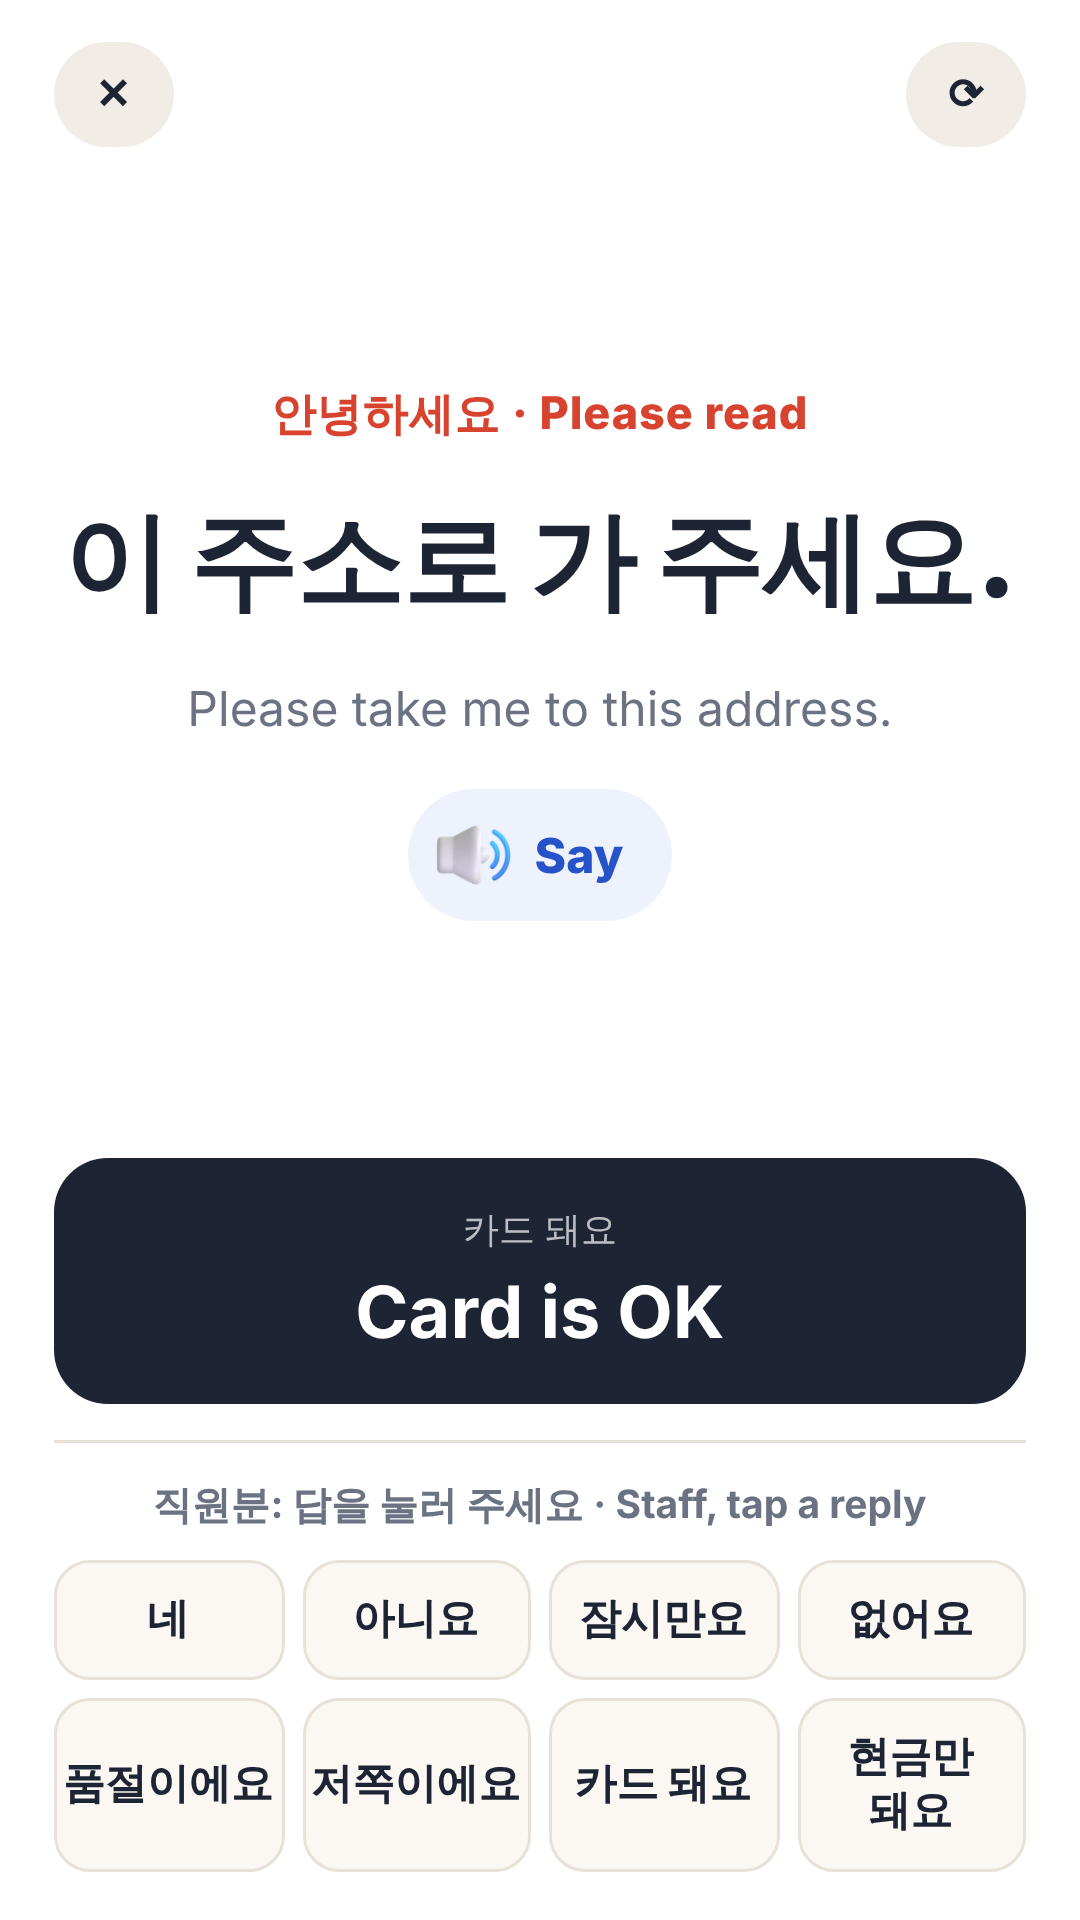 안녕하세요 · Please read
이 주소로 가 주세요.
Please take me to this address.
Say
카드 돼요
Card is OK
직원분: 답을 눌러 주세요 · Staff, tap a reply
네
아니요
잠시만요
없어요
품절이에요
저쪽이에요
카드 돼요
현금만
돼요